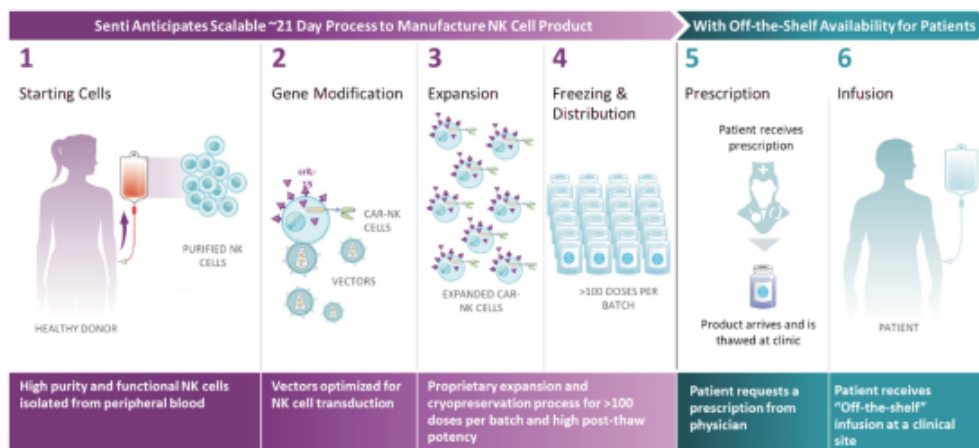 Senti Anticipates Scalable ~21 Day Process to Manufacture NK Cell Product
With Off-the-Shelf Availability for Patients
1
Starting Cells
PURIFIED NK
CELLS
HEALTHY DONOR
High purity and functional NK cells
isolated from peripheral blood
2
Gene Modification
CAR-NK
CELLS
VECTORS
Vectors optimized for
NK cell transduction
3
Expansion
EXPANDED CAR-
NK CELLS
4
Freezing &
Distribution
>100 DOSES PER
BATCH
Proprietary expansion and
cryopreservation process for >100
doses per batch and high post-thaw
potency
5
Prescription
Patient receives
prescription
Product arrives and is
thawed at clinic
Patient requests a
prescription from
physician
6
Infusion
PATIENT
Patient receives
"Off-the-shelf"
infusion at a clinical
site